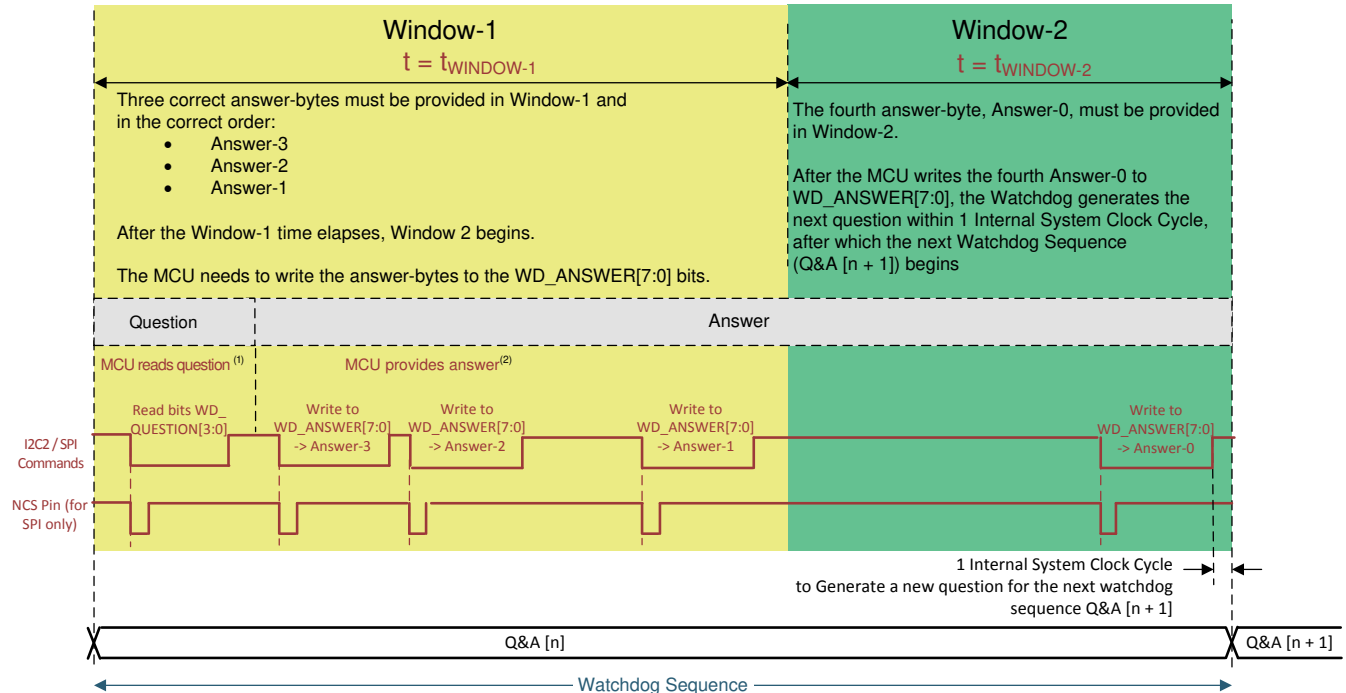 Window-1
t = tWINDOW-1
Three correct answer-bytes must be provided in Window-1 and
in the correct order:
• Answer-3
• Answer-2
• Answer-1
After the Window-1 time elapses, Window 2 begins.
The MCU needs to write the answer-bytes to the WD_ANSWER[7:0] bits.
Window-2
t = tWINDOW-2
The fourth answer-byte, Answer-0, must be provided
in Window-2.
After the MCU writes the fourth Answer-0 to
WD_ANSWER[7:0], the Watchdog generates the
next question within 1 Internal System Clock Cycle,
after which the next Watchdog Sequence
(Q&A [n + 1]) begins
Question
Answer
MCU reads question (1)
MCU provides answer(2)
I2C2 / SPI
Commands
Read bits WD_
QUESTION[3:0]
Write to
WD_ANSWER[7:0]
-> Answer-3
Write to
WD_ANSWER[7:0]
-> Answer-2
Write to
WD_ANSWER[7:0]
-> Answer-1
Write to
WD_ANSWER[7:0]
-> Answer-0
NCS Pin (for
SPI only)
1 Internal System Clock Cycle
to Generate a new question for the next watchdog
sequence Q&A [n + 1]
Q&A [n]
Q&A [n + 1]
Watchdog Sequence